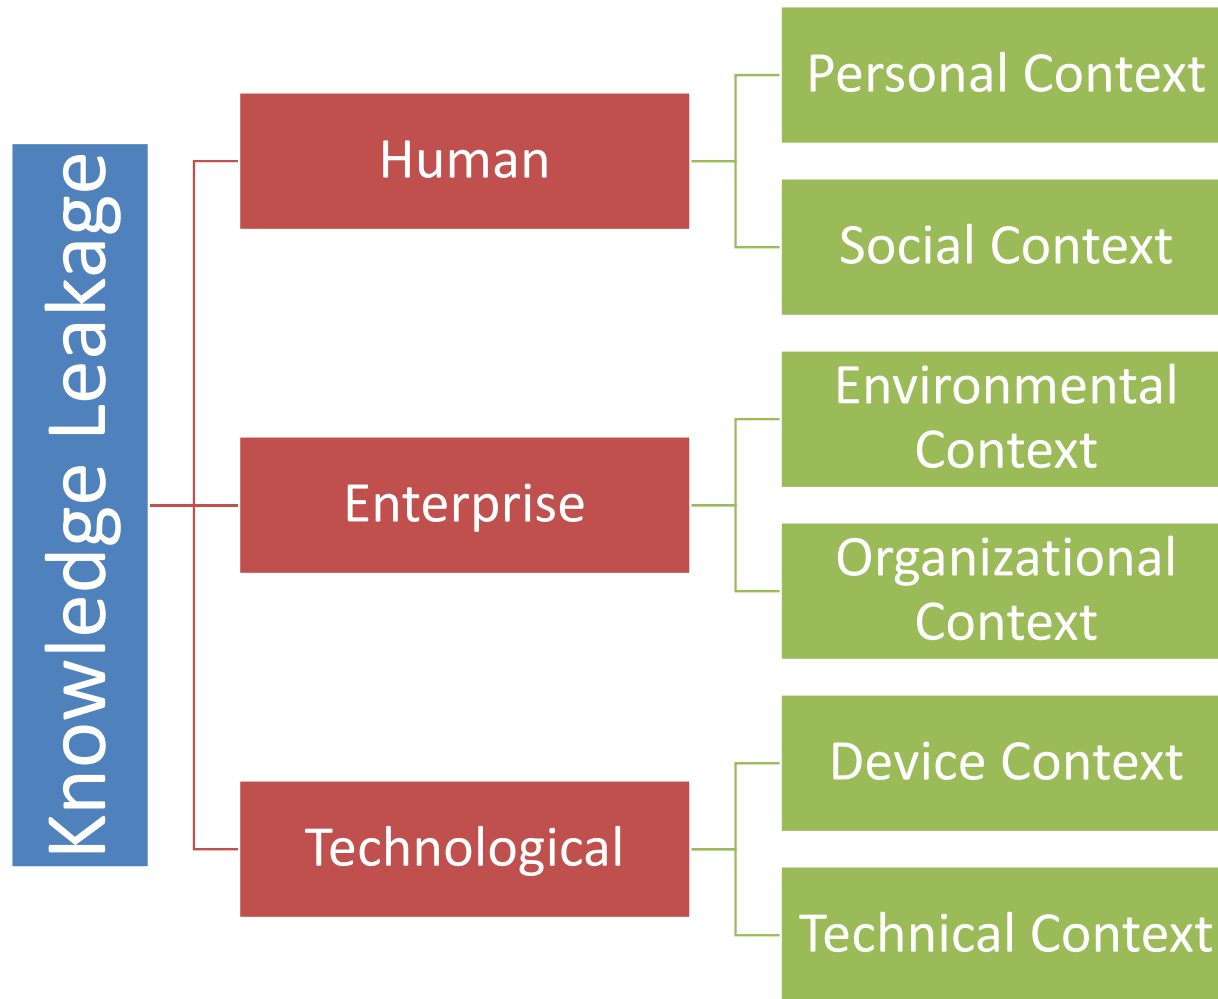 Knowledge Leakage
Human
Personal Context
Social Context
Enterprise
Environmental
Context
Organizational
Context
Technological
Device Context
Technical Context